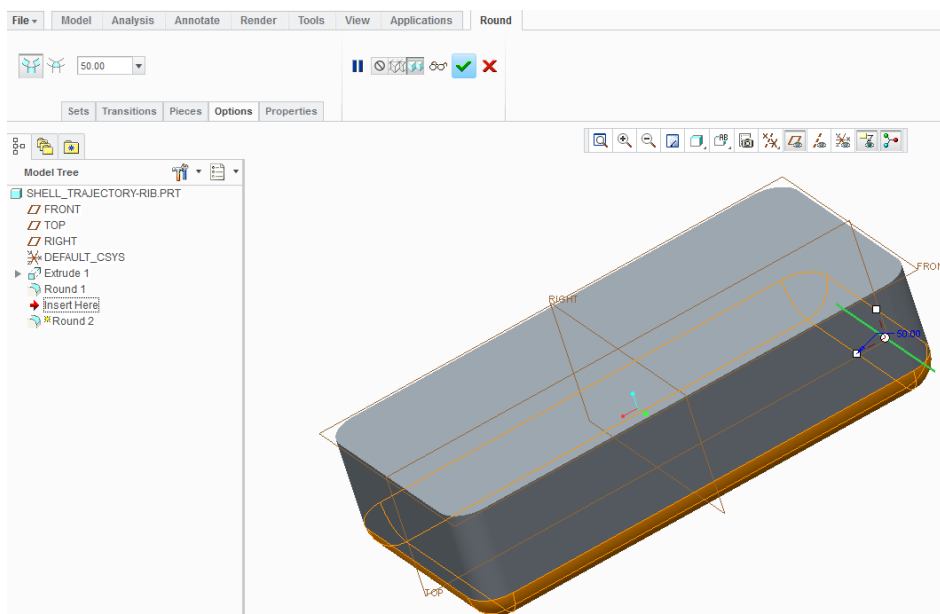 File Model Analysis Annotate Render Tools View Applications Round
50.00
Sets Transitions Pieces Options Properties
Model Tree
SHELL_TRAJECTORY-RIB.PRT
FRONT
TOP
RIGHT
DEFAULT_CSYS
Extrude 1
Round 1
Insert Here
Round 2
FRON
RIGHT
50.00
TOP